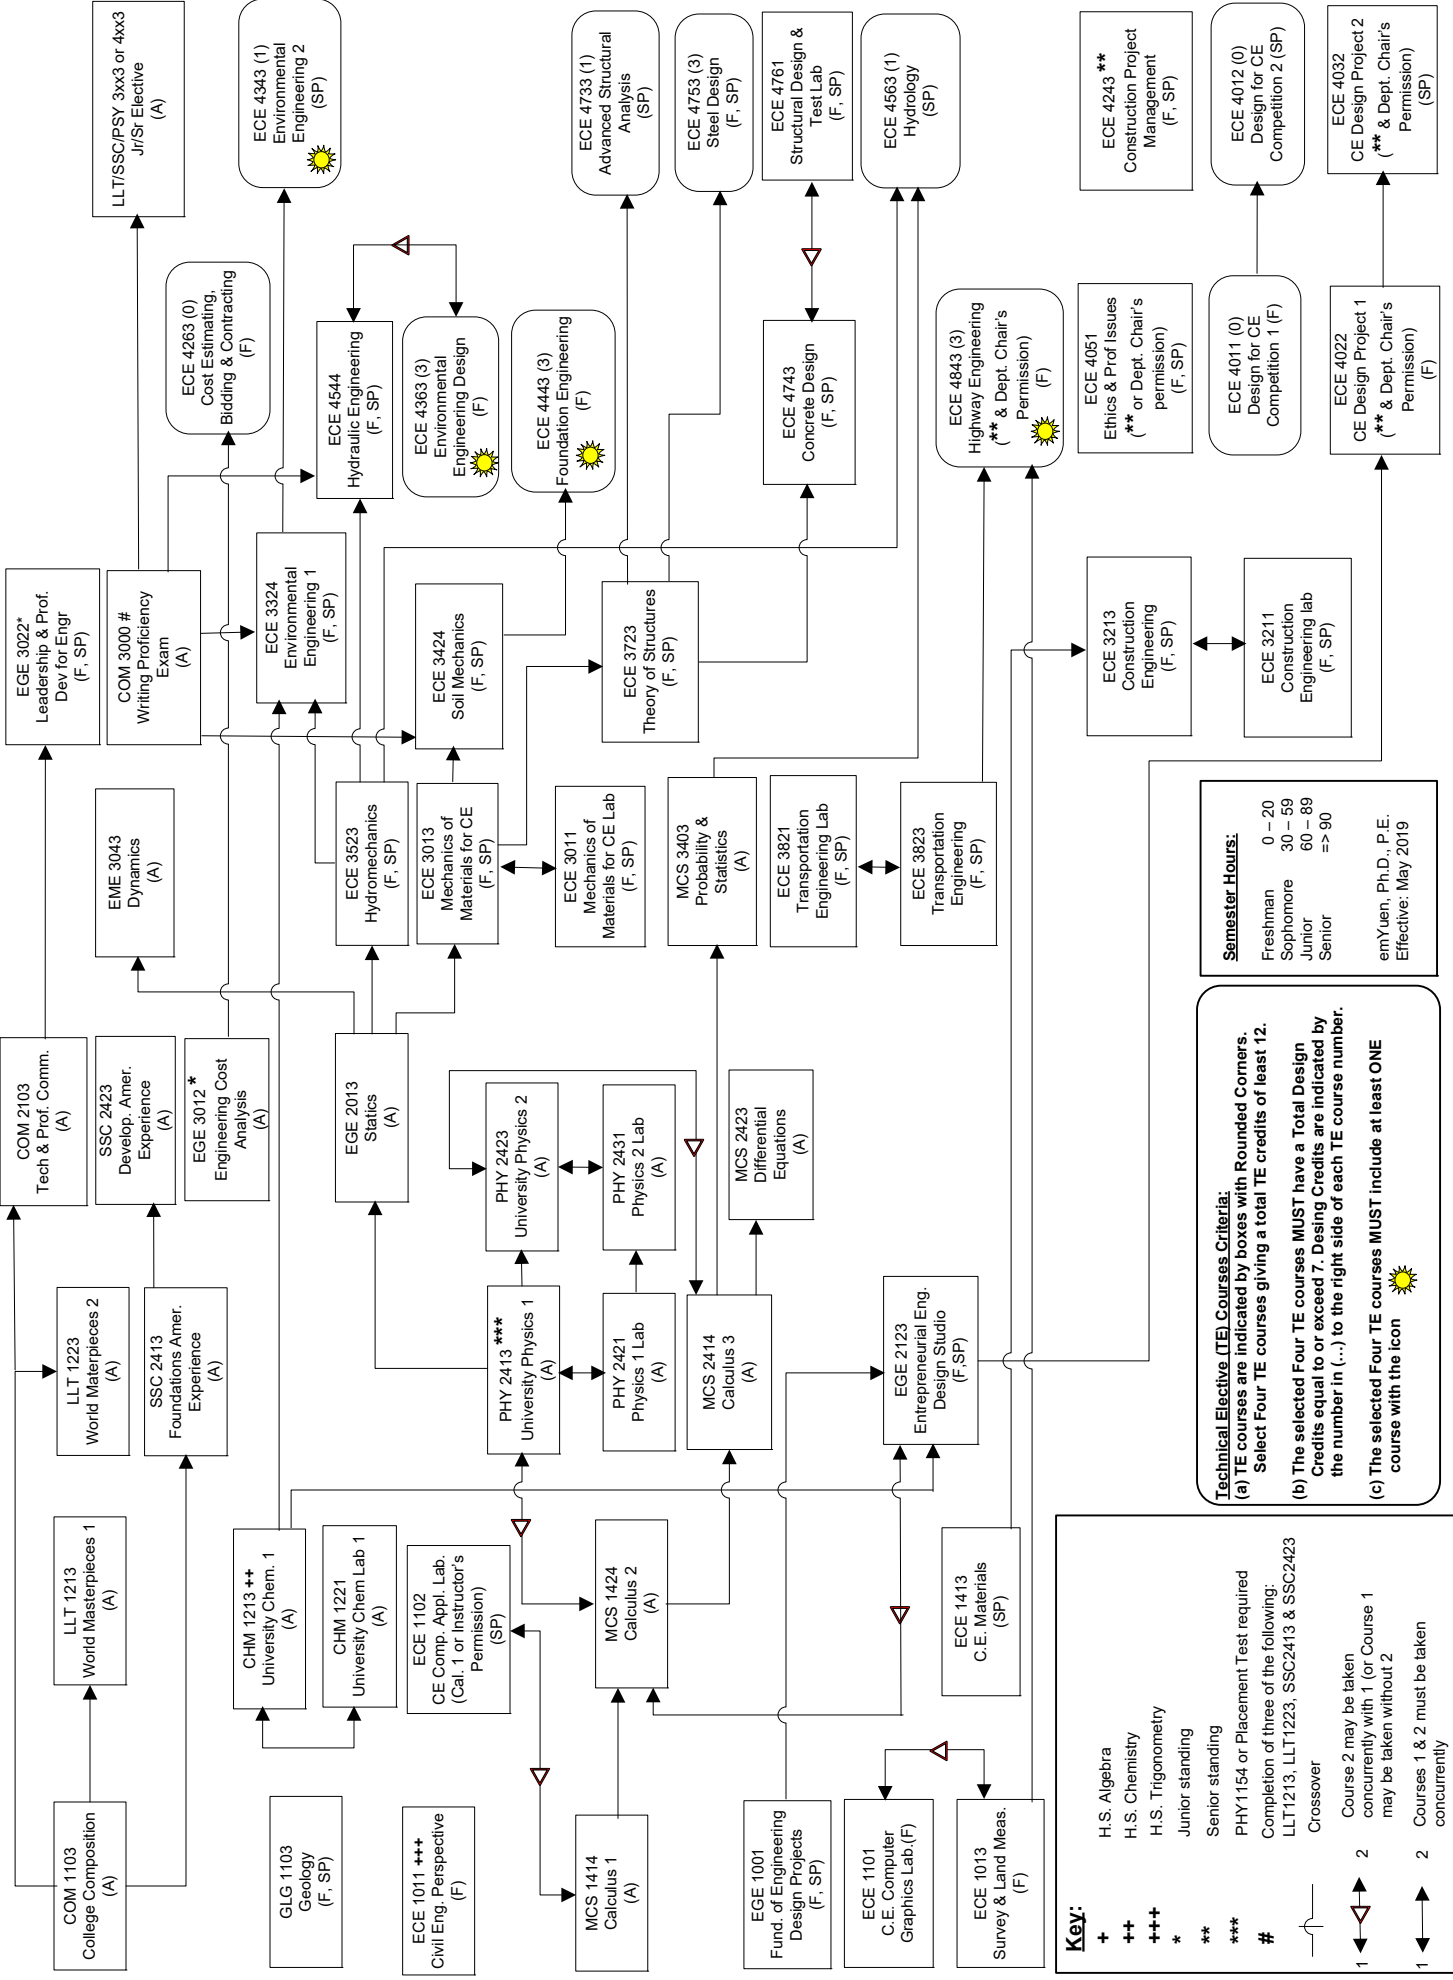 COM 1103
College Composition
(A)
GLG 1103
Geology
(F, SP)
ECE 1011 +++
Civil Eng. Perspective
(F)
MCS 1414
Calculus 1
(A)
EGE 1001
Fund. of Engineering
Design Projects
(F, SP)
ECE 1101
C.E. Computer
Graphics Lab.(F)
ECE 1013
Survey & Land Meas.
(F)
LLT 1213
World Masterpieces 1
(A)
CHM 1213 ++
University Chem. 1
(A)
CHM 1221
University Chem Lab 1
(A)
ECE 1102
CE Comp. Appl. Lab.
(Cal. 1 or Instructor's
Permission)
(SP)
MCS 1424
Calculus 2
(A)
ECE 1413
C.E. Materials
(SP)
LLT 1223
World Materpieces 2
(A)
SSC 2413
Foundations Amer.
Experience
(A)
PHY 2413 ***
University Physics 1
(A)
PHY 2421
Physics 1 Lab
(A)
MCS 2414
Calculus 3
(A)
EGE 2123
Entrepreneurial Eng.
Design Studio
(F,SP)
COM 2103
Tech & Prof. Comm.
(A)
SSC 2423
Develop. Amer.
Experience
(A)
EGE 3012 *
Engineering Cost
Analysis
(A)
EGE 2013
Statics
(A)
PHY 2423
University Physics 2
(A)
PHY 2431
Physics 2 Lab
(A)
MCS 2423
Differential
Equations
(A)
EME 3043
Dynamics
(A)
ECE 3523
Hydromechanics
(F, SP)
ECE 3013
Mechanics of
Materials for CE
(F, SP)
ECE 3011
Mechanics of
Materials for CE Lab
(F, SP)
MCS 3403
Probability &
Statistics
(A)
ECE 3821
Transportation
Engineering Lab
(F, SP)
ECE 3823
Transportation
Engineering
(F, SP)
EGE 3022*
Leadership & Prof.
Dev for Engr
(F, SP)
COM 3000 #
Writing Proficiency
Exam
(A)
ECE 3324
Environmental
Engineering 1
(F, SP)
ECE 3424
Soil Mechanics
(F, SP)
ECE 3723
Theory of Structures
(F, SP)
ECE 3213
Construction
Engineering
(F, SP)
ECE 3211
Construction
Engineering lab
(F, SP)
ECE 4263 (0)
Cost Estimating,
Bidding & Contracting
(F)
ECE 4544
Hydraulic Engineering
(F, SP)
ECE 4363 (3)
Environmental
Engineering Design
(F)
ECE 4443 (3)
Foundation Engineering
(F)
ECE 4743
Concrete Design
(F, SP)
ECE 4843 (3)
Highway Engineering
(** & Dept. Chair's
Permission)
(F)
ECE 4051
Ethics & Prof Issues
(** or Dept. Chair's
permission)
(F, SP)
ECE 4011 (0)
Design for CE
Competition 1 (F)
ECE 4022
CE Design Project 1
(** & Dept. Chair's
Permission)
(F)
LLT/SSC/PSY 3xx3 or 4xx3
Jr/Sr Elective
(A)
ECE 4343 (1)
Environmental
Engineering 2
(SP)
ECE 4733 (1)
Advanced Structural
Analysis
(SP)
ECE 4753 (3)
Steel Design
(F, SP)
ECE 4761
Structural Design &
Test Lab
(F, SP)
ECE 4563 (1)
Hydrology
(SP)
ECE 4243 **
Construction Project
Management
(F, SP)
ECE 4012 (0)
Design for CE
Competition 2 (SP)
ECE 4032
CE Design Project 2
(** & Dept. Chair's
Permission)
(SP)
Key:
+ H.S. Algebra
++ H.S. Chemistry
+++ H.S. Trigonometry
* Junior standing
** Senior standing
*** PHY1154 or Placement Test required
# Completion of three of the following:
LLT1213, LLT1223, SSC2413 & SSC2423
Crossover
1 2 Course 2 may be taken
concurrently with 1 (or Course 1
may be taken without 2
1 2 Courses 1 & 2 must be taken
concurrently
Technical Elective (TE) Courses Criteria:
(a) TE courses are indicated by boxes with Rounded Corners.
Select Four TE courses giving a total TE credits of least 12.
(b) The selected Four TE courses MUST have a Total Design
Credits equal to or exceed 7. Desing Credits are indicated by
the number in (...) to the right side of each TE course number.
(c) The selected Four TE courses MUST include at least ONE
course with the icon
Semester Hours:
Freshman 0 – 20
Sophomore 30 – 59
Junior 60 – 89
Senior => 90
emYuen, Ph.D., P.E.
Effective: May 2019